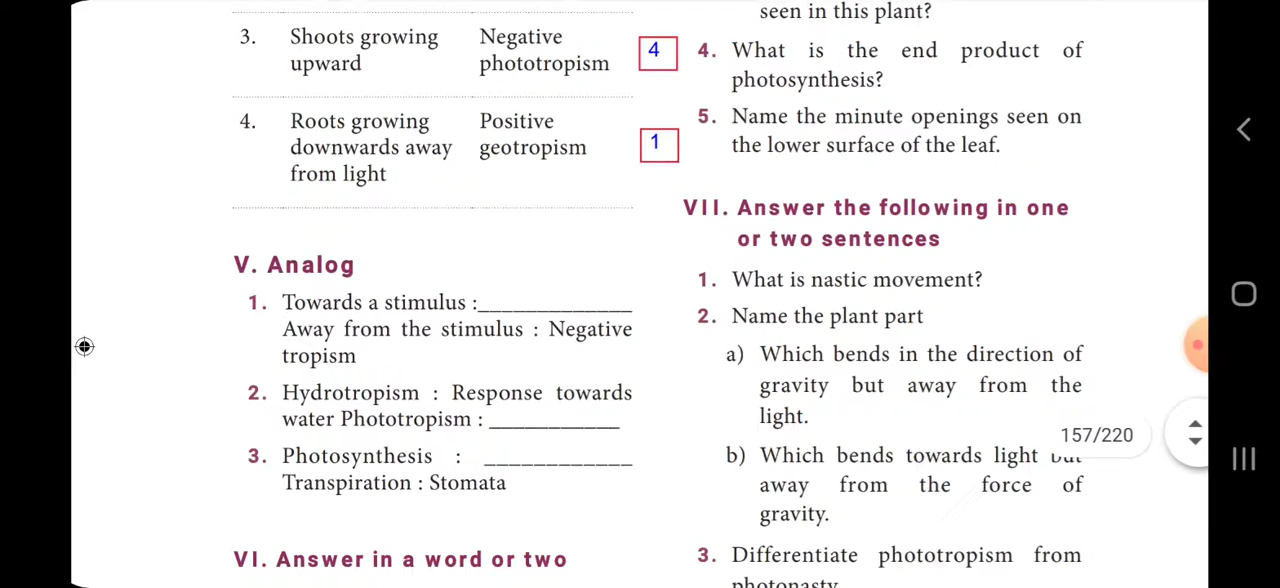 3. Shoots growing Negative
upward phototropism 4
4. Roots growing Positive
downwards away geotropism 1
from light
V. Analog
1. Towards a stimulus :______________
Away from the stimulus : Negative
tropism
2. Hydrotropism : Response towards
water Phototropism : ____________
3. Photosynthesis : ______________
Transpiration : Stomata
VI. Answer in a word or two
seen in this plant?
4. What is the end product of
photosynthesis?
5. Name the minute openings seen on
the lower surface of the leaf.
VII. Answer the following in one
or two sentences
1. What is nastic movement?
2. Name the plant part
a) Which bends in the direction of
gravity but away from the
light.
b) Which bends towards light but
away from the force of
gravity.
3. Differentiate phototropism from
photonasty
157/220